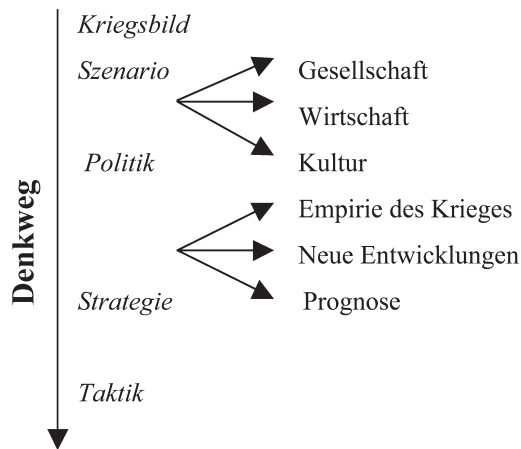 Kriegsbild
Szenario
Gesellschaft
Wirtschaft
Politik
Kultur
Denkweg
Empirie des Krieges
Neue Entwicklungen
Strategie
Prognose
Taktik